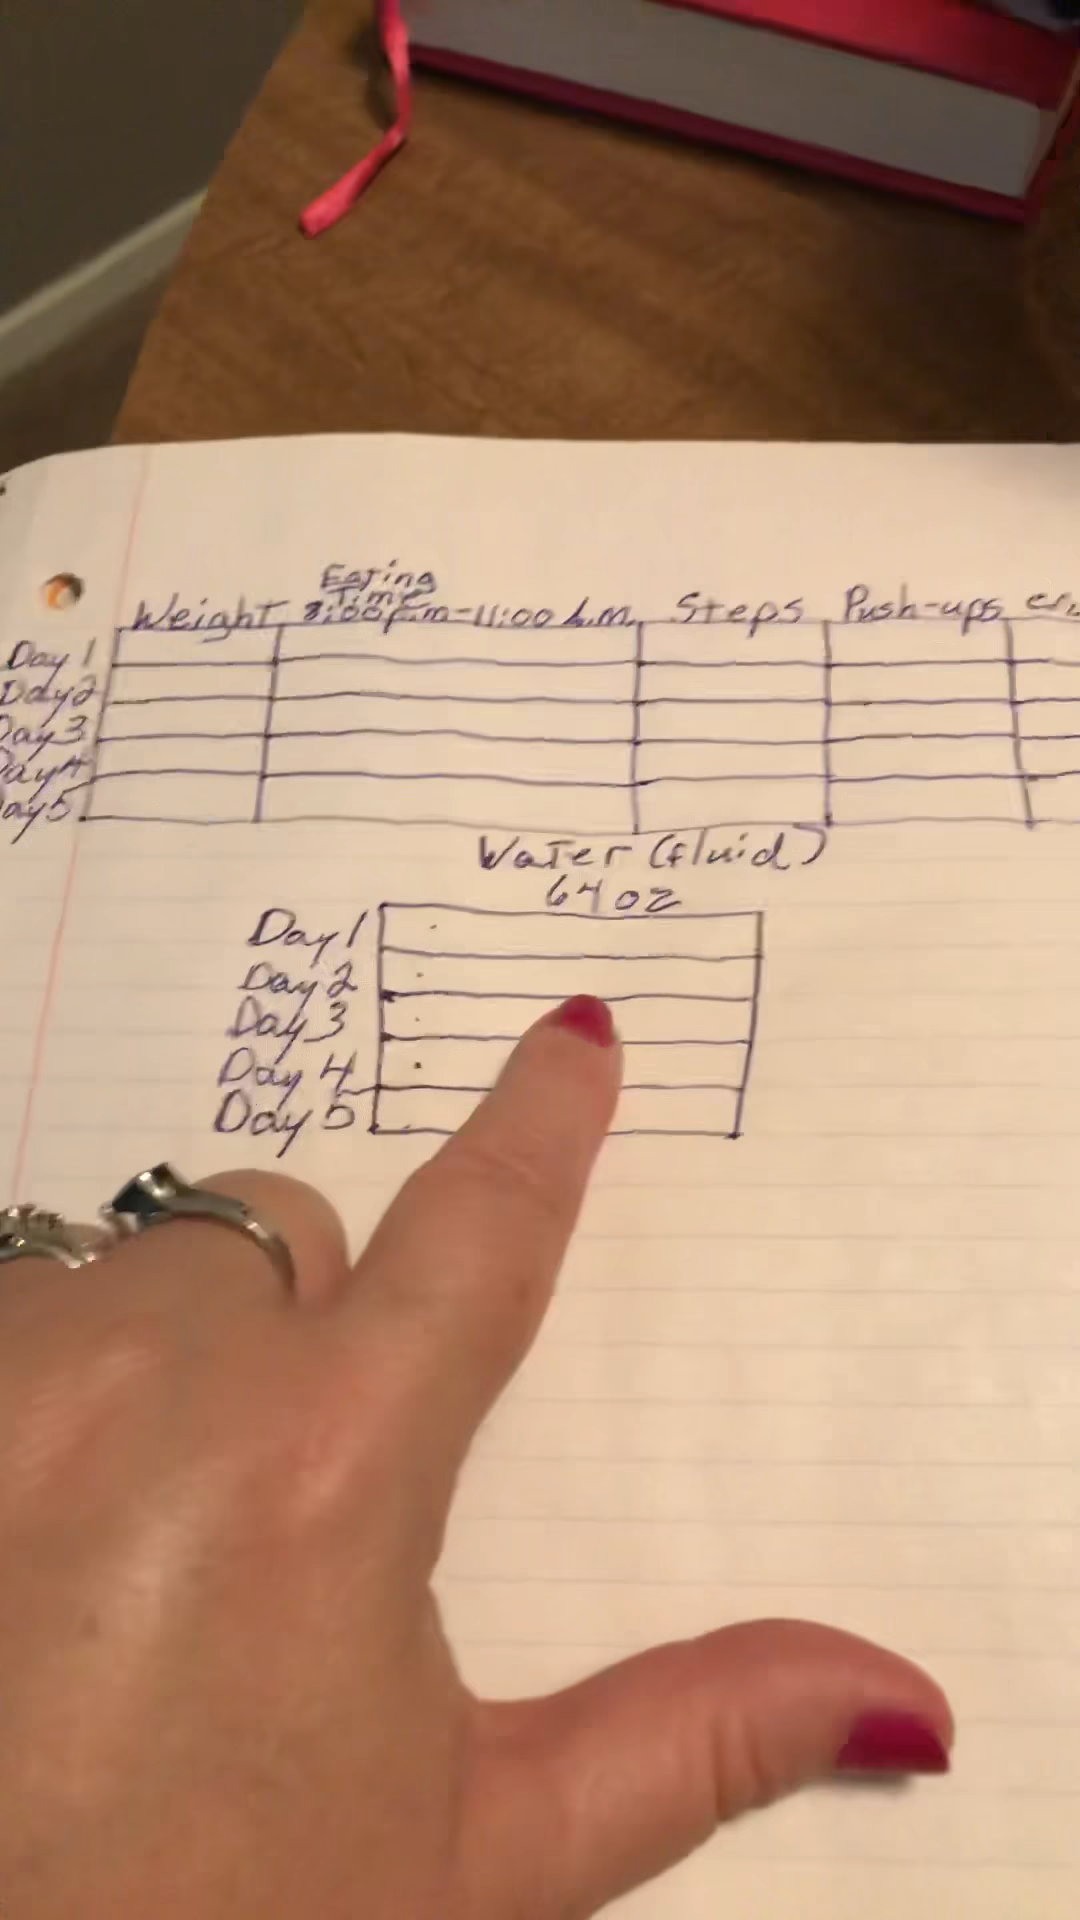 Eating
Time
Weight 8:00 p.m-11:00 A.m. Steps Push-ups
Day 1
Day 2
Day 3
Day 4
Day 5
Water (fluid)
64 oz
Day 1
Day 2
Day 3
Day 4
Day 5